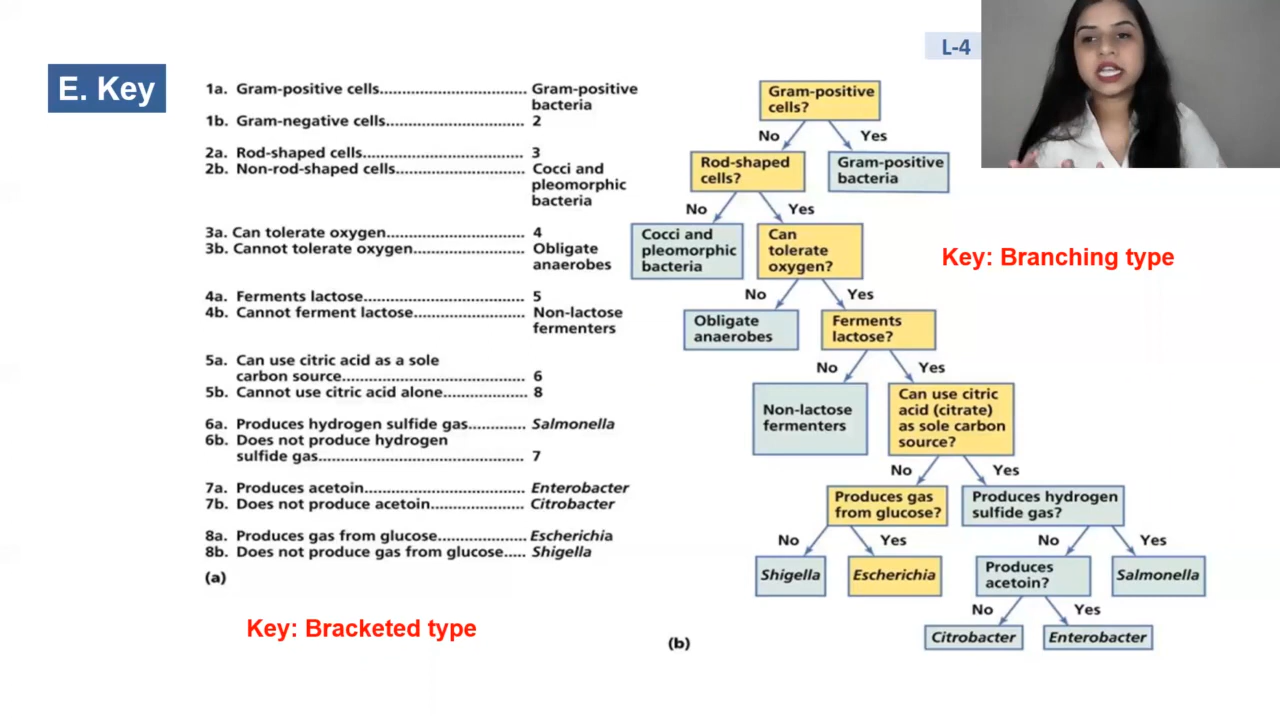 L-4
E. Key
1a. Gram-positive cells.............................. Gram-positive
bacteria
1b. Gram-negative cells............................ 2
2a. Rod-shaped cells................................. 3
2b. Non-rod-shaped cells.......................... Cocci and
pleomorphic
bacteria
3a. Can tolerate oxygen............................ 4
3b. Cannot tolerate oxygen...................... Obligate
anaerobes
4a. Ferments lactose................................. 5
4b. Cannot ferment lactose...................... Non-lactose
fermenters
5a. Can use citric acid as a sole
carbon source..................................... 6
5b. Cannot use citric acid alone................. 8
6a. Produces hydrogen sulfide gas............ Salmonella
6b. Does not produce hydrogen
sulfide gas.......................................... 7
7a. Produces acetoin................................. Enterobacter
7b. Does not produce acetoin................... Citrobacter
8a. Produces gas from glucose.................. Escherichia
8b. Does not produce gas from glucose..... Shigella
(a)
Key: Bracketed type
Gram-positive
cells?
No Yes
Rod-shaped
cells?
Gram-positive
bacteria
No Yes
Cocci and
pleomorphic
bacteria
Can
tolerate
oxygen?
Key: Branching type
No Yes
Obligate
anaerobes
Ferments
lactose?
No Yes
Non-lactose
fermenters
Can use citric
acid (citrate)
as sole carbon
source?
No Yes
Produces gas
from glucose?
Produces hydrogen
sulfide gas?
No Yes No Yes
Shigella
Escherichia
Produces
acetoin?
Salmonella
No Yes
Citrobacter
Enterobacter
(b)